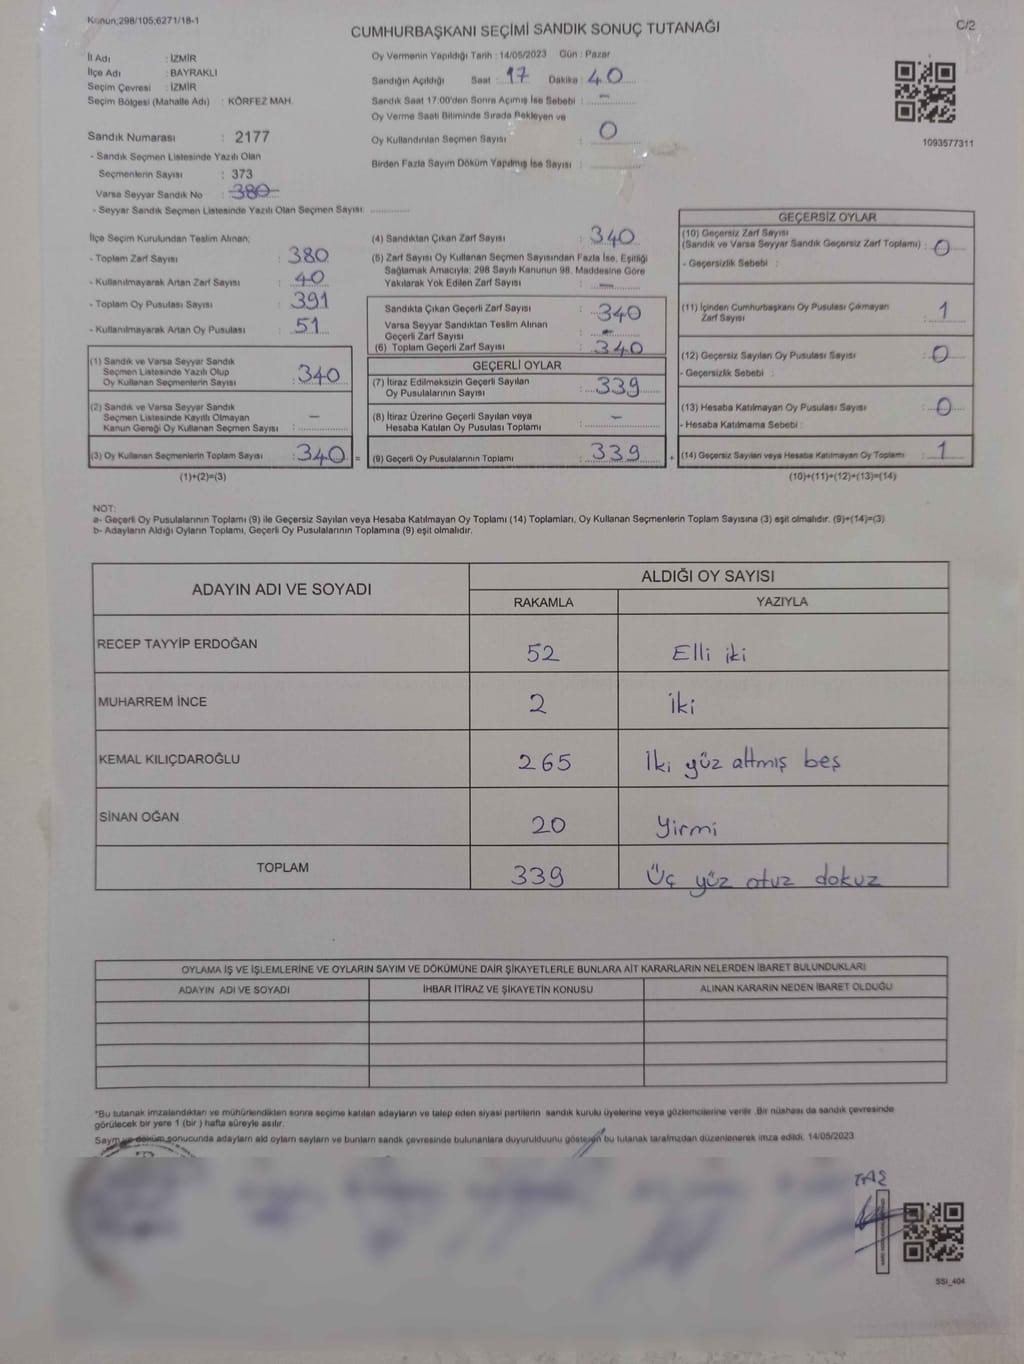 Kanun;298/105;6271/18-1
CUMHURBAŞKANI SEÇİMİ SANDIK SONUÇ TUTANAĞI
C/2
İl Adı : İZMİR
İlçe Adı : BAYRAKLI
Seçim Çevresi : İZMİR
Seçim Bölgesi (Mahalle Adı) : KÖRFEZ MAH.
Sandık Numarası : 2177
- Sandık Seçmen Listesinde Yazılı Olan
Seçmenlerin Sayısı : 373
Varsa Seyyar Sandık No : 380
- Seyyar Sandık Seçmen Listesinde Yazılı Olan Seçmen Sayısı: ............
Oy Vermenin Yapıldığı Tarih : 14/05/2023 Gün : Pazar
Sandığın Açıldığı Saat : 17 Dakika : 40
Sandık Saat 17:00'den Sonra Açımış İse Sebebi : —
Oy Verme Saati Bitiminde Sırada Bekleyen ve
Oy Kullandırılan Seçmen Sayısı : 0
Birden Fazla Sayım Döküm Yapılmış İse Sayısı :
1093577311
İlçe Seçim Kurulundan Teslim Alınan;
- Toplam Zarf Sayısı : 380
- Kullanılmayarak Artan Zarf Sayısı : 40
- Toplam Oy Pusulası Sayısı : 391
- Kullanılmayarak Artan Oy Pusulası : 51
(1) Sandık ve Varsa Seyyar Sandık
Seçmen Listesinde Yazılı Olup
Oy Kullanan Seçmenlerin Sayısı : 340
(2) Sandık ve Varsa Seyyar Sandık
Seçmen Listesinde Kayıtlı Olmayan
Kanun Gereği Oy Kullanan Seçmen Sayısı : —
(3) Oy Kullanan Seçmenlerin Toplam Sayısı : 340 =
(1)+(2)=(3)
(4) Sandıktan Çıkan Zarf Sayısı : 340
(5) Zarf Sayısı Oy Kullanan Seçmen Sayısından Fazla İse, Eşitliği
Sağlamak Amacıyla; 298 Sayılı Kanunun 98. Maddesine Göre
Yakılarak Yok Edilen Zarf Sayısı : —
Sandıkta Çıkan Geçerli Zarf Sayısı : 340
Varsa Seyyar Sandıktan Teslim Alınan
Geçerli Zarf Sayısı : —
(6) Toplam Geçerli Zarf Sayısı : 340
GEÇERLİ OYLAR
(7) İtiraz Edilmeksizin Geçerli Sayılan
Oy Pusulalarının Sayısı : 339
(8) İtiraz Üzerine Geçerli Sayılan veya
Hesaba Katılan Oy Pusulası Toplamı : —
(9) Geçerli Oy Pusulalarının Toplamı : 339 +
GEÇERSİZ OYLAR
(10) Geçersiz Zarf Sayısı
(Sandık ve Varsa Seyyar Sandık Geçersiz Zarf Toplamı) : 0
- Geçersizlik Sebebi :
(11) İçinden Cumhurbaşkanı Oy Pusulası Çıkmayan
Zarf Sayısı : 1
(12) Geçersiz Sayılan Oy Pusulası Sayısı : 0
- Geçersizlik Sebebi :
(13) Hesaba Katılmayan Oy Pusulası Sayısı : 0
- Hesaba Katılmama Sebebi :
(14) Geçersiz Sayılan veya Hesaba Katılmayan Oy Toplamı : 1
(10)+(11)+(12)+(13)=(14)
NOT:
a- Geçerli Oy Pusulalarının Toplamı (9) ile Geçersiz Sayılan veya Hesaba Katılmayan Oy Toplamı (14) Toplamları, Oy Kullanan Seçmenlerin Toplam Sayısına (3) eşit olmalıdır. (9)+(14)=(3)
b- Adayların Aldığı Oyların Toplamı, Geçerli Oy Pusulalarının Toplamına (9) eşit olmalıdır.
ADAYIN ADI VE SOYADI
ALDIĞI OY SAYISI
RAKAMLA YAZIYLA
RECEP TAYYİP ERDOĞAN 52 Elli iki
MUHARREM İNCE 2 İki
KEMAL KILIÇDAROĞLU 265 İki yüz altmış beş
SİNAN OĞAN 20 Yirmi
TOPLAM 339 Üç yüz otuz dokuz
OYLAMA İŞ VE İŞLEMLERİNE VE OYLARIN SAYIM VE DÖKÜMÜNE DAİR ŞİKAYETLERLE BUNLARA AİT KARARLARIN NELERDEN İBARET BULUNDUKLARI
ADAYIN ADI VE SOYADI İHBAR İTİRAZ VE ŞİKAYETİN KONUSU ALINAN KARARIN NEDEN İBARET OLDUĞU
*Bu tutanak imzalandıktan ve mühürlendikten sonra seçime katılan adayların ve talep eden siyasi partilerin sandık kurulu üyelerine veya gözlemcilerine verilir .Bir nüshası da sandık çevresinde
görülecek bir yere 1 (bir ) hafta süreyle asılır.
Sayım ve döküm sonucunda adayların ald oyların sayların ve bunların sandk çevresinde bulunanlara duyurulduunu gösteren bu tutanak tarafmzdan düzenlenerek imza edildi. 14/05/2023
SSİ_404